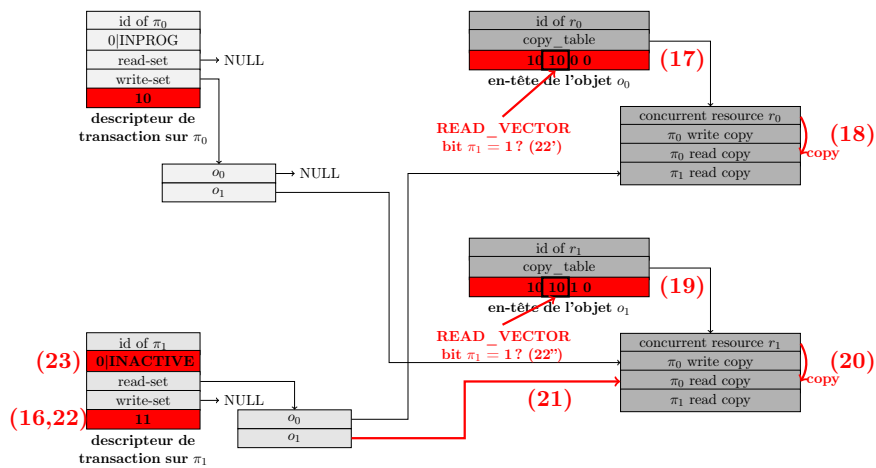 id of π₀
0|INPROG
read-set
NULL
write-set
10
descripteur de
transaction sur π₀
o₀
NULL
o₁
id of r₀
copy_table
10 10 0 0
(17)
en-tête de l'objet o₀
READ_VECTOR
bit π₁ = 1 ? (22')
concurrent resource r₀
π₀ write copy
(18)
π₀ read copy
copy
π₁ read copy
id of r₁
copy_table
10 10 1 0
(19)
en-tête de l'objet o₁
READ_VECTOR
bit π₁ = 1 ? (22")
concurrent resource r₁
π₀ write copy
(20)
π₀ read copy
copy
π₁ read copy
id of π₁
(23)
0|INACTIVE
read-set
write-set
NULL
(16,22)
11
descripteur de
transaction sur π₁
o₀
o₁
(21)